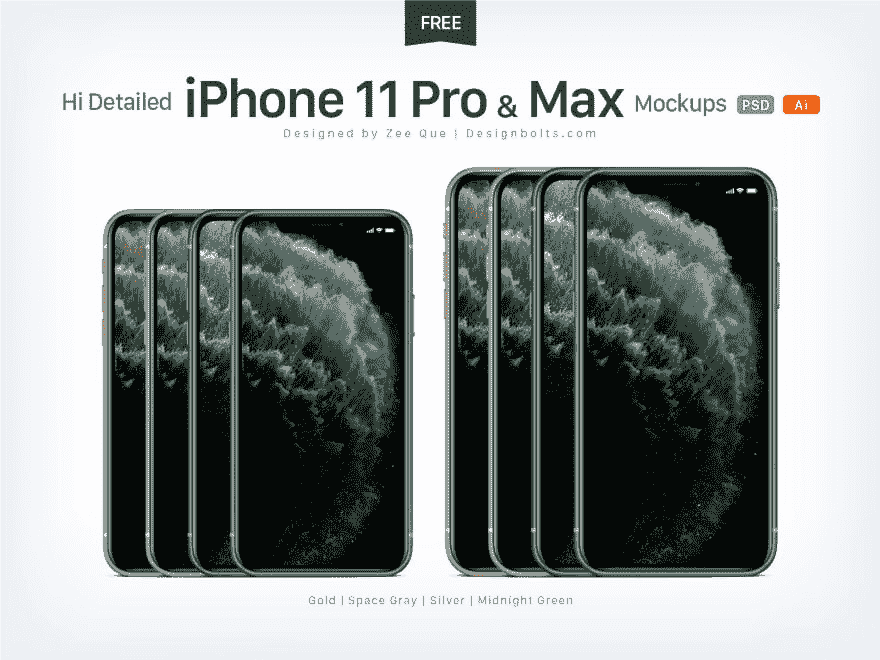 FREE
Hi Detailed iPhone 11 Pro & Max Mockups PSD Ai
Designed by Zee Que | Designbolts.com
Gold | Space Gray | Silver | Midnight Green